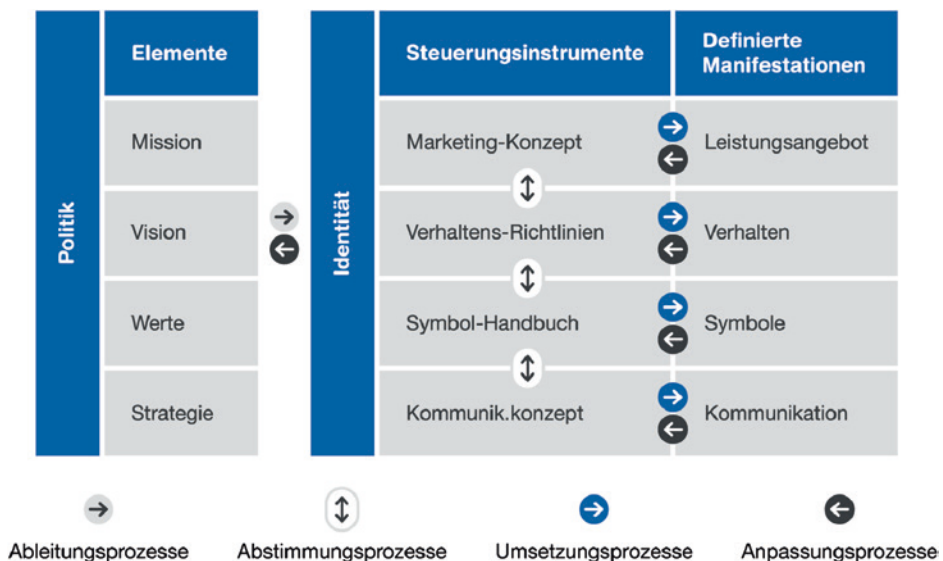 Elemente
Steuerungsinstrumente
Definierte
Manifestationen
Politik
Identität
Mission
Marketing-Konzept
Leistungsangebot
Vision
Verhaltens-Richtlinien
Verhalten
Werte
Symbol-Handbuch
Symbole
Strategie
Kommunik.konzept
Kommunikation
Ableitungsprozesse
Abstimmungsprozesse
Umsetzungsprozesse
Anpassungsprozesse